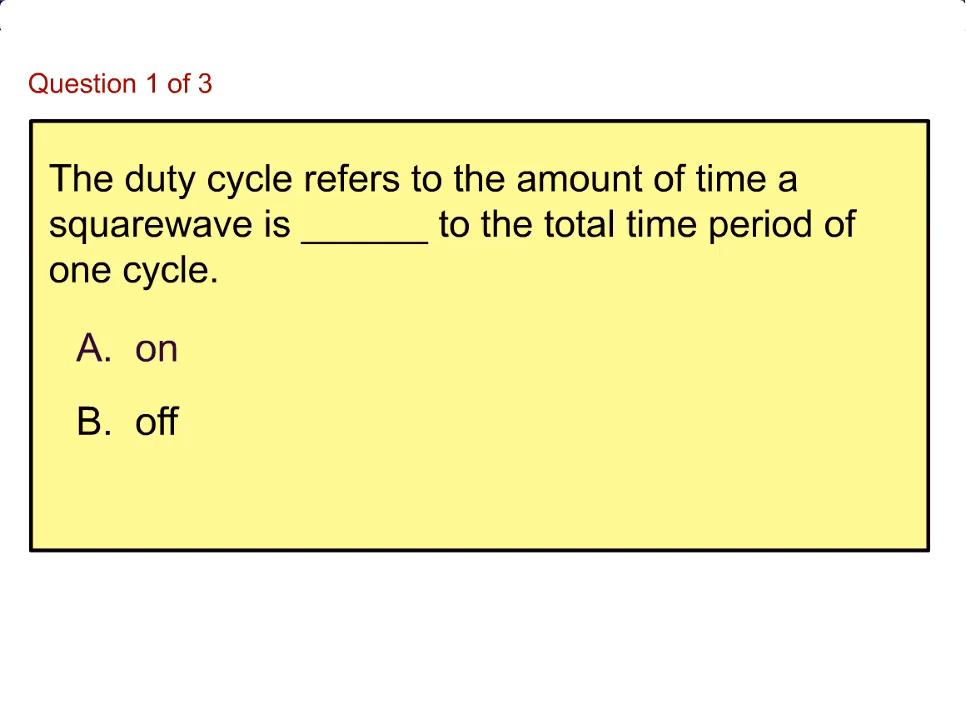 Question 1 of 3
The duty cycle refers to the amount of time a
squarewave is ______ to the total time period of
one cycle.
A. on
B. off